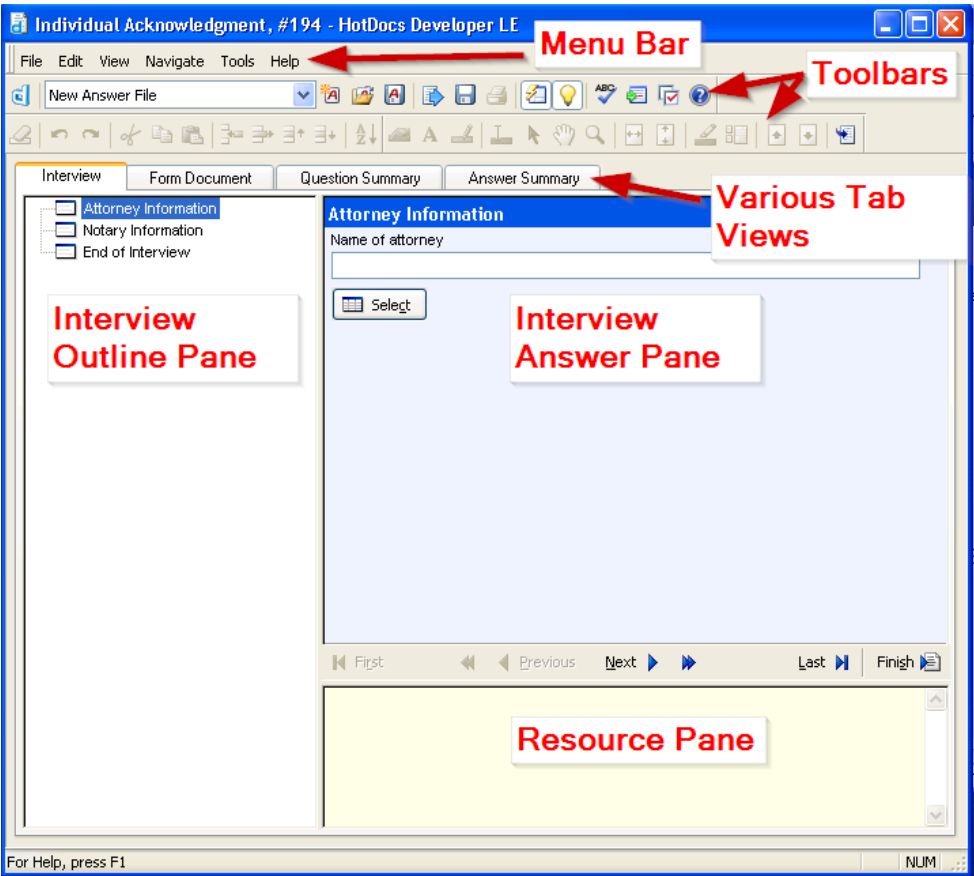 Individual Acknowledgment, #194 - HotDocs Developer LE
Menu Bar
File Edit View Navigate Tools Help
Toolbars
New Answer File
ABC
Interview Form Document Question Summary Answer Summary
Various Tab
Views
Attorney Information
Notary Information
End of Interview
Attorney Information
Name of attorney
Select
Interview
Outline Pane
Interview
Answer Pane
First Previous Next Last Finish
Resource Pane
For Help, press F1 NUM